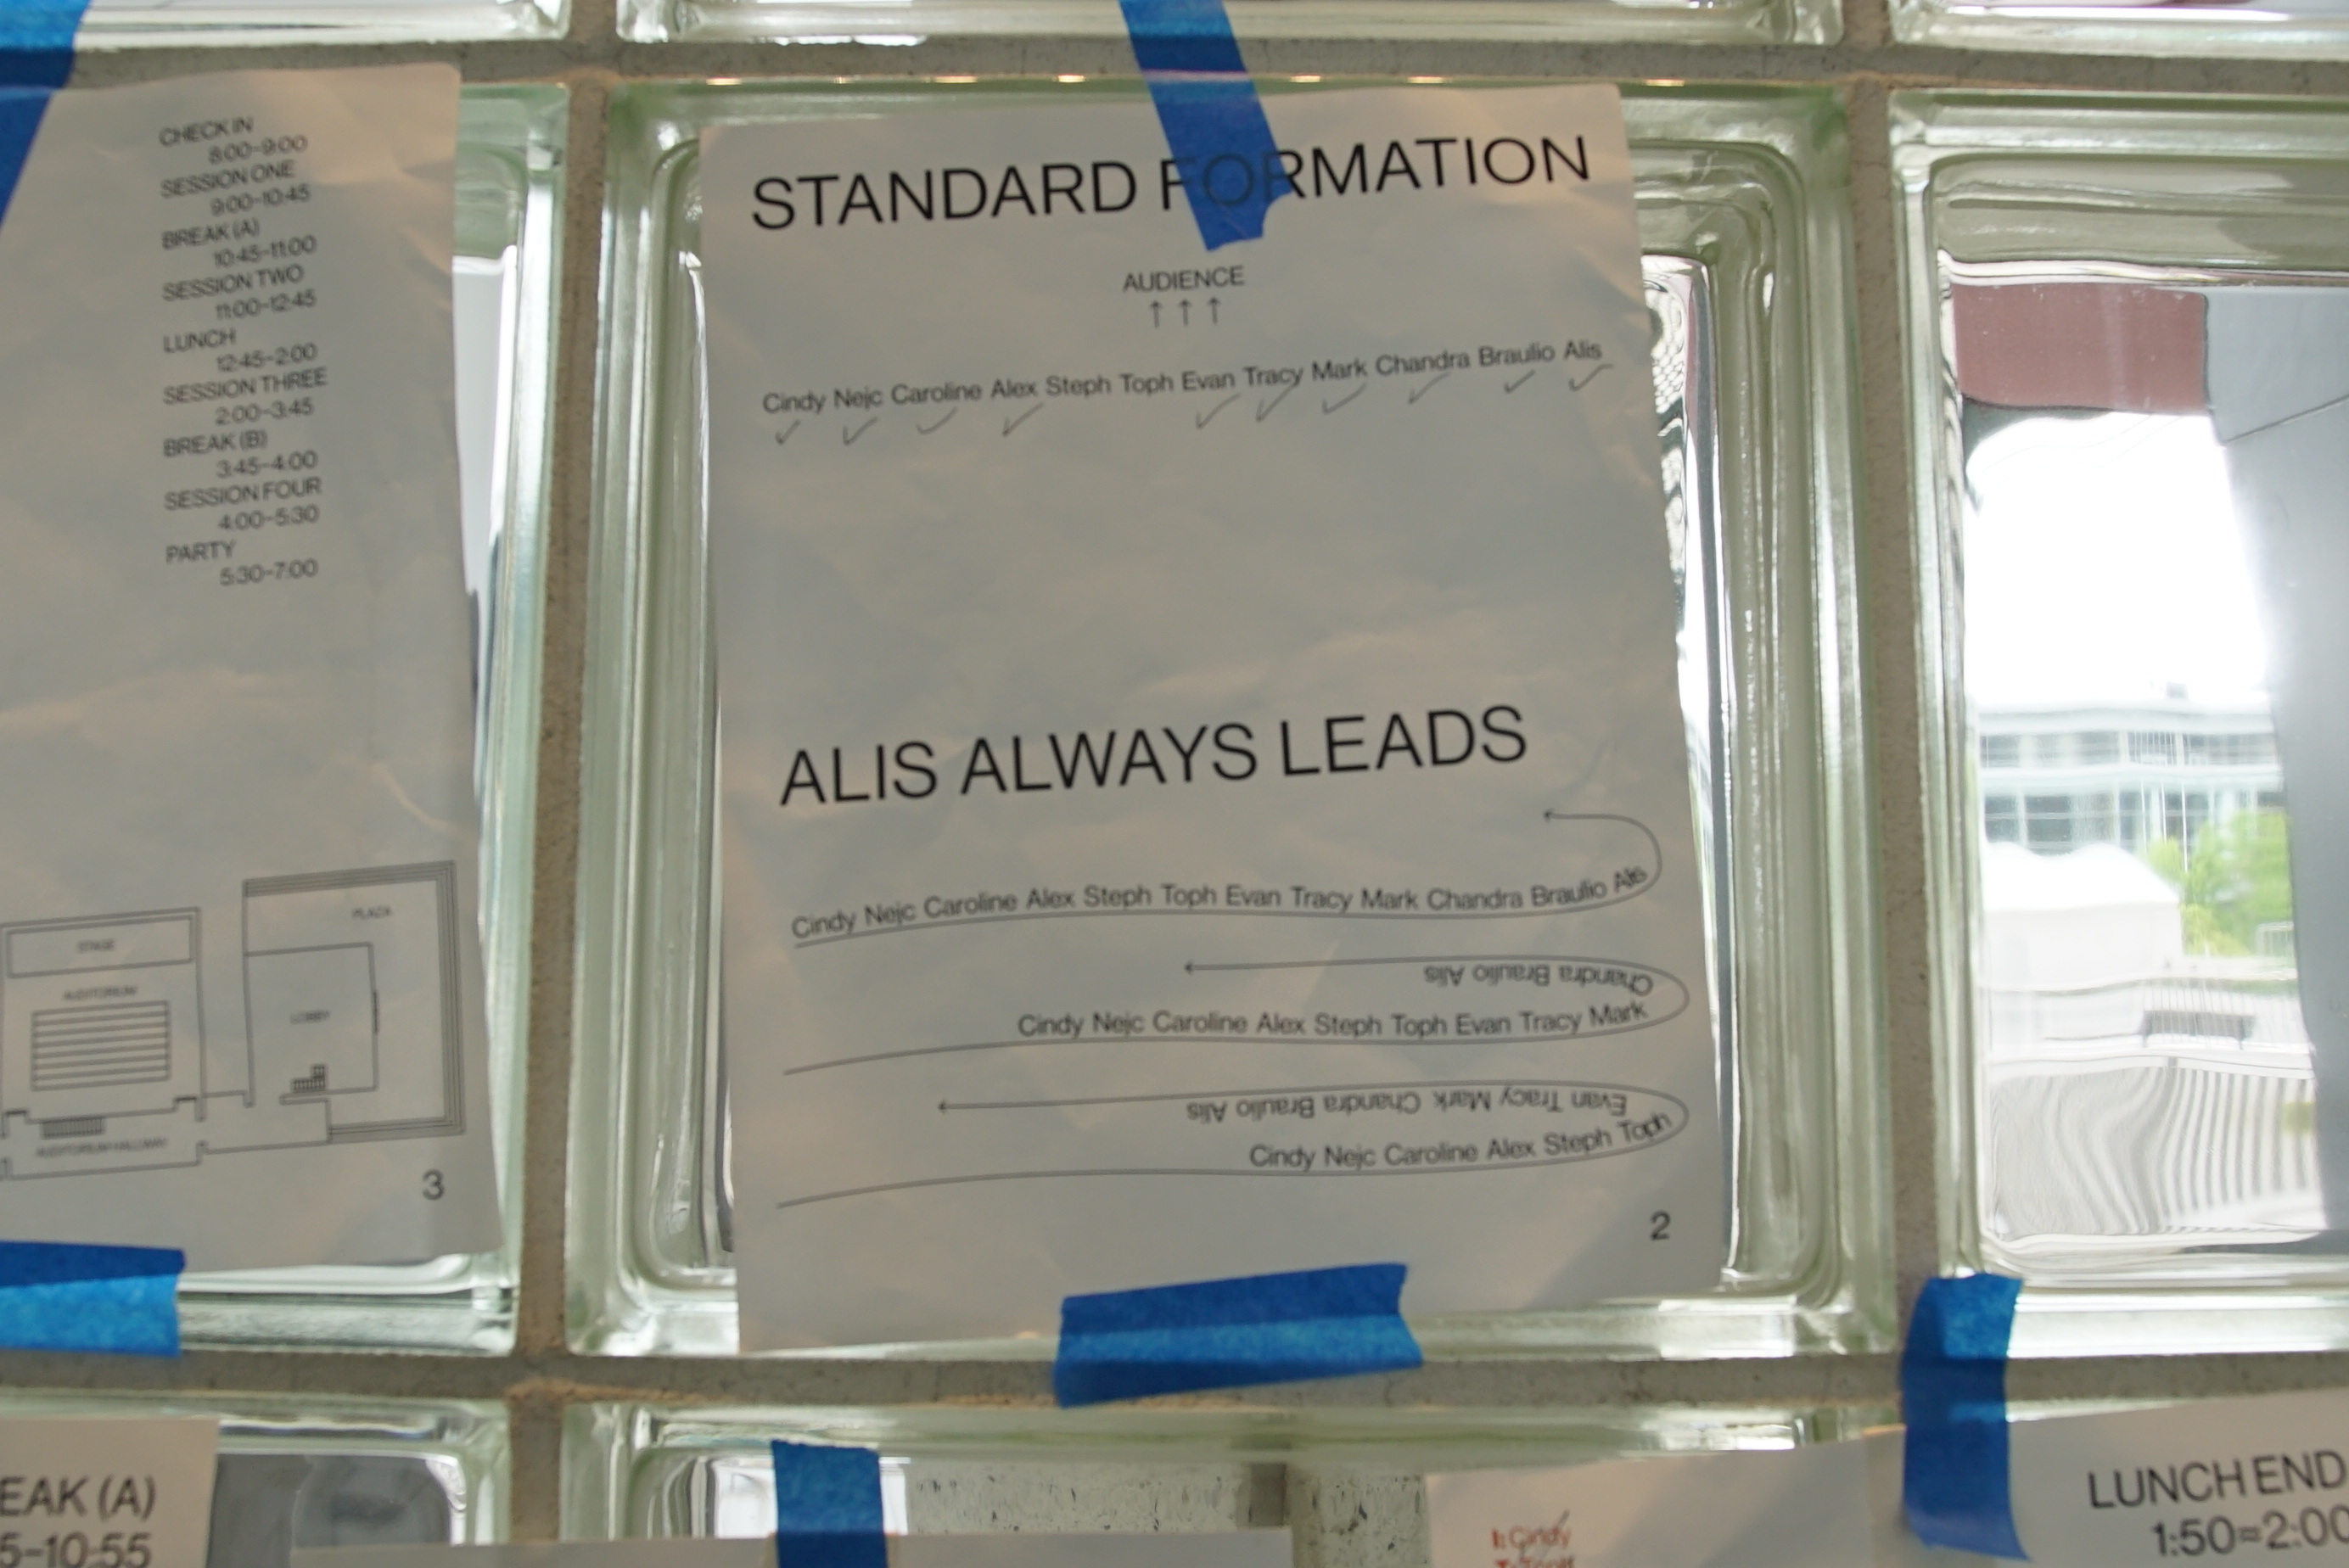 CHECK IN
8:00-9:00
SESSION ONE
9:00-10:45
BREAK (A)
10:45-11:00
SESSION TWO
11:00-12:45
LUNCH
12:45-2:00
SESSION THREE
2:00-3:45
BREAK (B)
3:45-4:00
SESSION FOUR
4:00-5:30
PARTY
5:30-7:00
PLAZA
STAGE
AUDITORIUM
LOBBY
AUDITORIUM HALLWAY
3
STANDARD FORMATION
AUDIENCE
↑ ↑ ↑
Cindy Nejc Caroline Alex Steph Toph Evan Tracy Mark Chandra Braulio Alis
ALIS ALWAYS LEADS
Cindy Nejc Caroline Alex Steph Toph Evan Tracy Mark Chandra Braulio Alis
Chandra Braulio Alis
Cindy Nejc Caroline Alex Steph Toph Evan Tracy Mark
Evan Tracy Mark Chandra Braulio Alis
Cindy Nejc Caroline Alex Steph Toph
2
EAK (A)
5-10:55
1: Cindy
LUNCH END
1:50-2:00